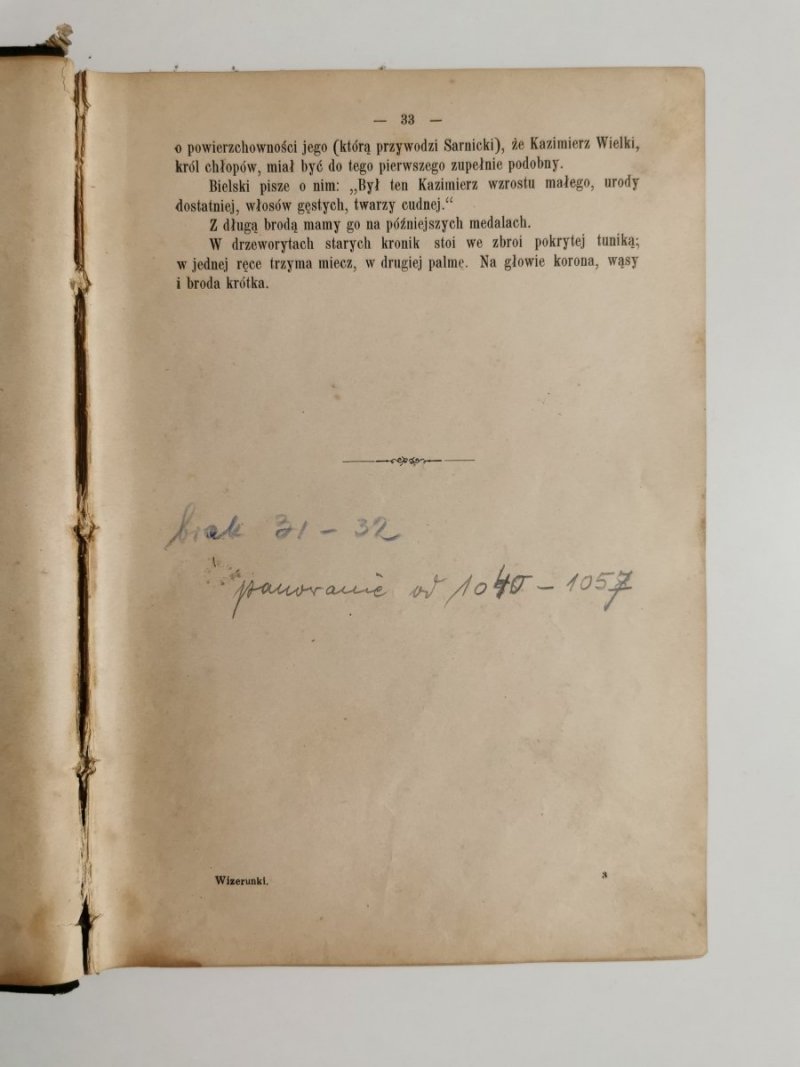 — 33 —
o powierzchowności jego (którą przywodzi Sarnicki), że Kazimierz Wielki,
król chłopów, miał być do tego pierwszego zupełnie podobny.
Bielski pisze o nim: „Był ten Kazimierz wzrostu małego, urody
dostatniej, włosów gęstych, twarzy cudnej.“
Z długą brodą mamy go na późniejszych medalach.
W drzeworytach starych kronik stoi we zbroi pokrytej tuniką;
w jednej ręce trzyma miecz, w drugiej palmę. Na głowie korona, wąsy
i broda krótka.
brak 31 - 32
panowanie od 1040 - 1057
Wizerunki. 3